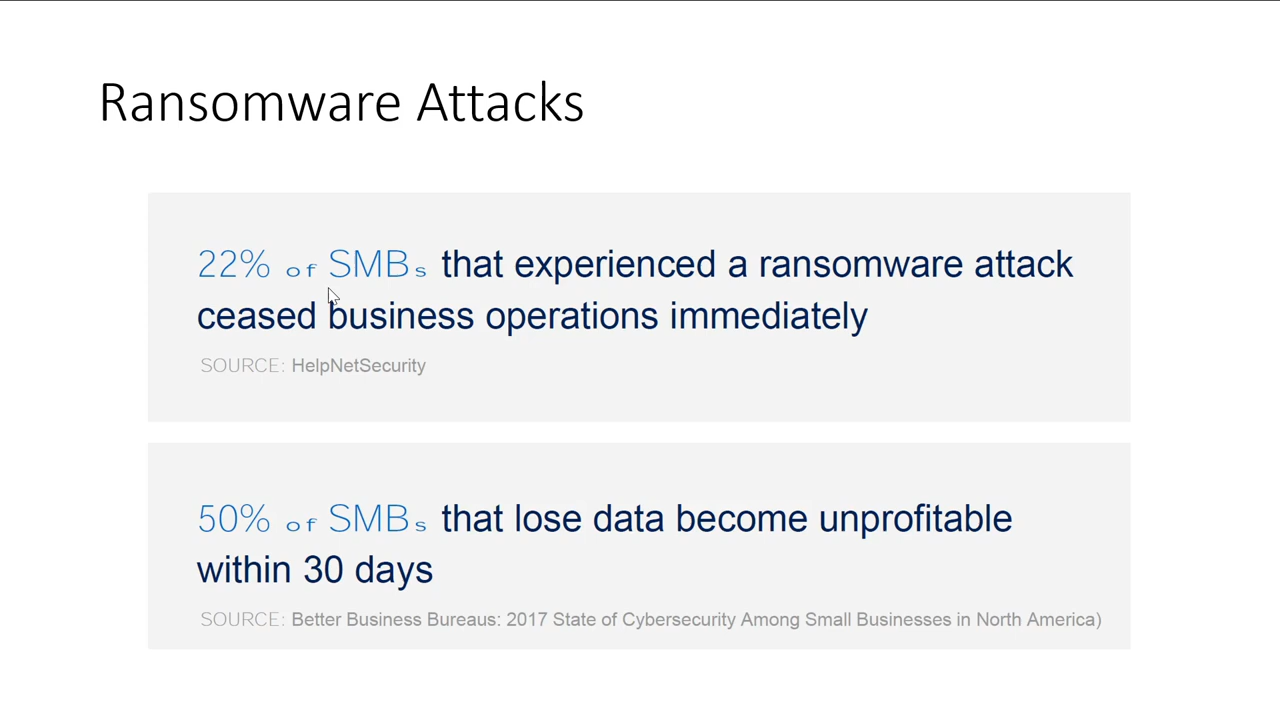 Ransomware Attacks
22% of SMBs that experienced a ransomware attack
ceased business operations immediately
SOURCE: HelpNetSecurity
50% of SMBs that lose data become unprofitable
within 30 days
SOURCE: Better Business Bureaus: 2017 State of Cybersecurity Among Small Businesses in North America)